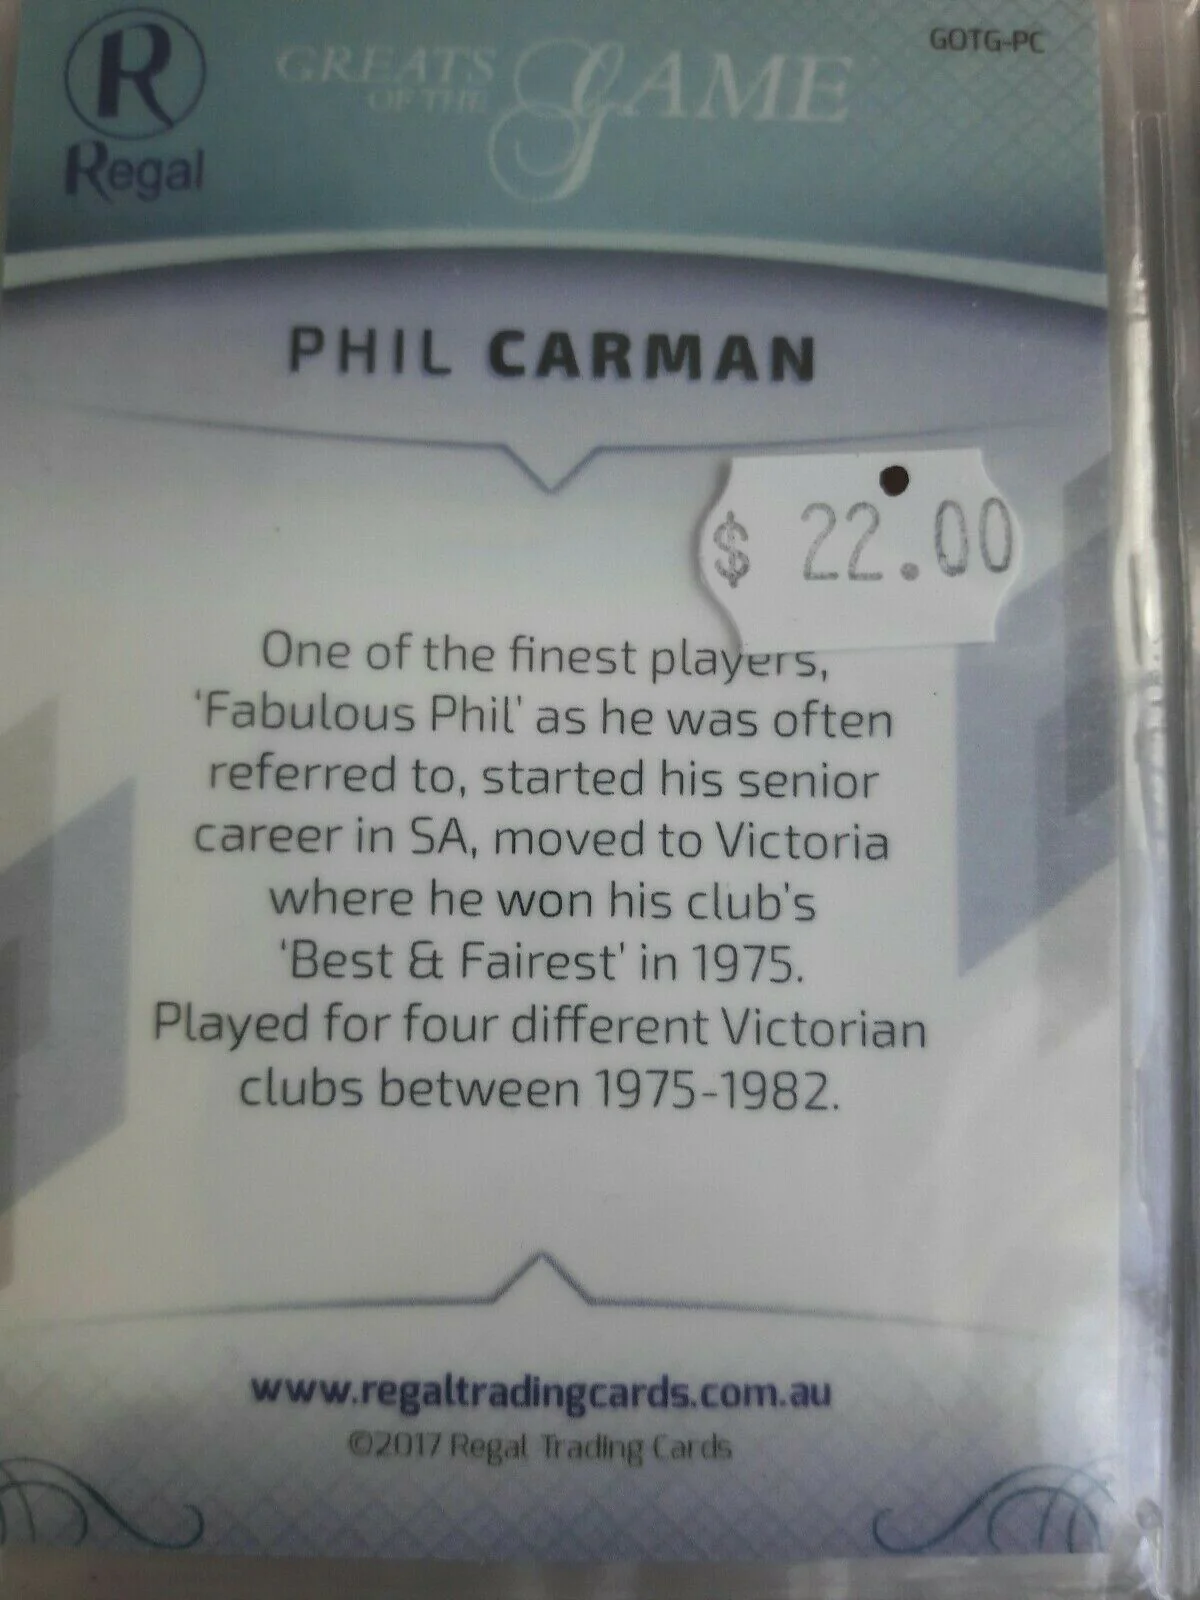 R
Regal
GREATS
OF THE
GAME
GOTG-PC
PHIL CARMAN
$ 22.00
One of the finest players,
'Fabulous Phil' as he was often
referred to, started his senior
career in SA, moved to Victoria
where he won his club's
'Best & Fairest' in 1975.
Played for four different Victorian
clubs between 1975-1982.
www.regaltradingcards.com.au
©2017 Regal Trading Cards